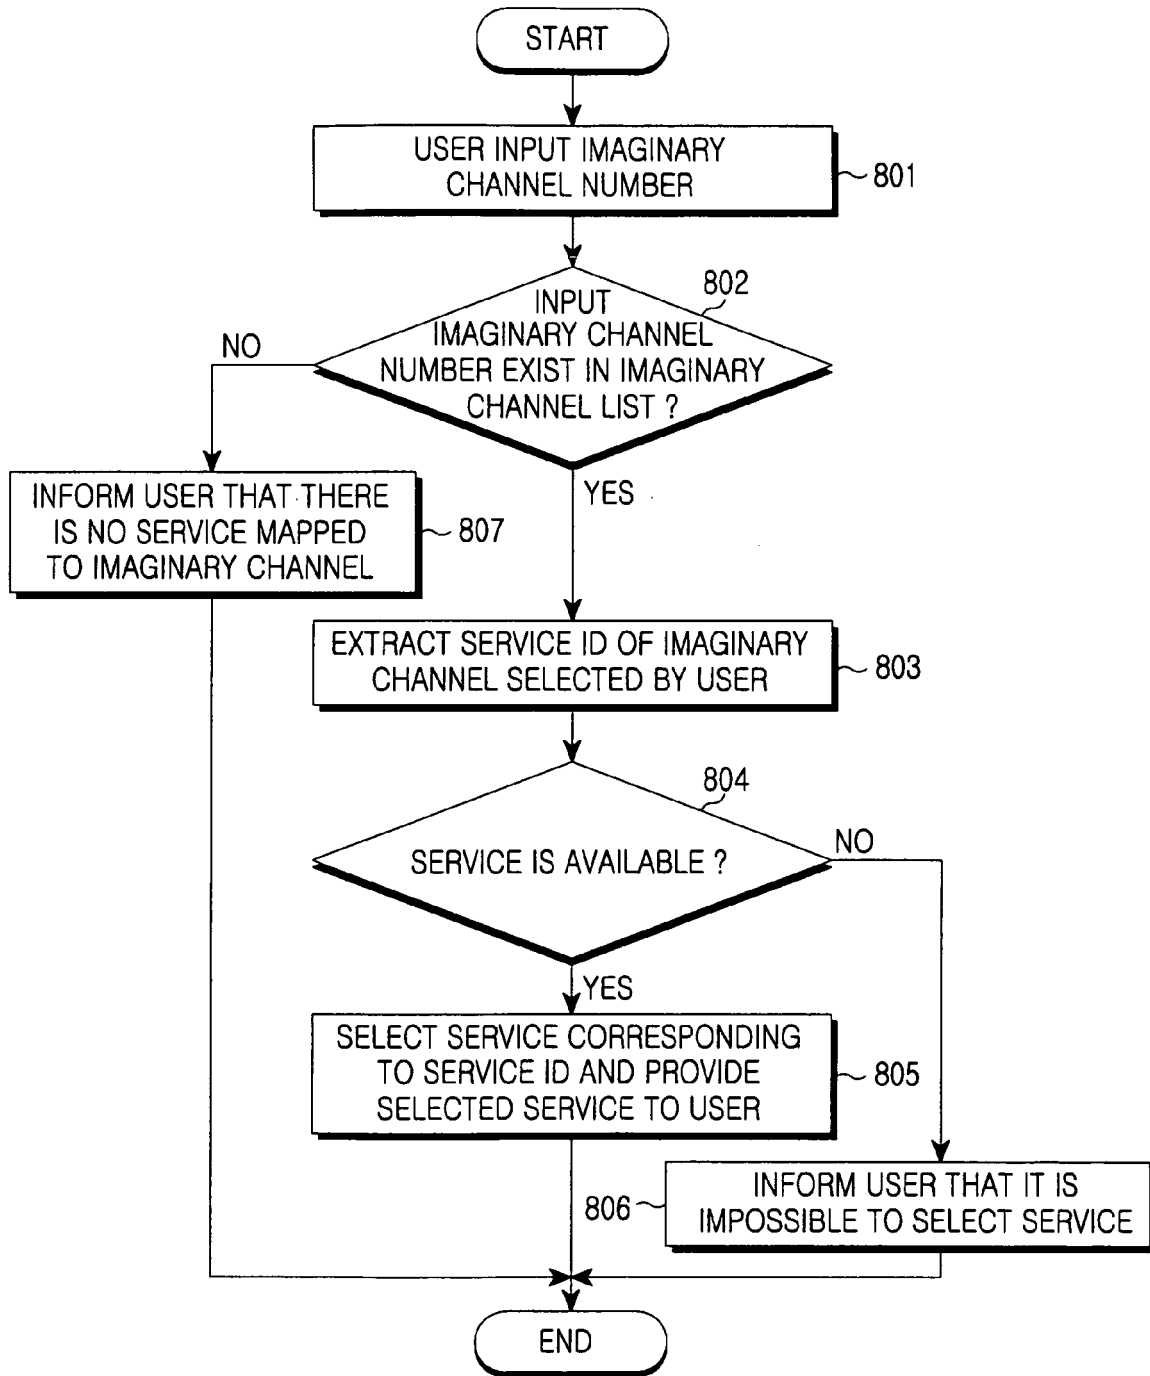 START
USER INPUT IMAGINARY
CHANNEL NUMBER
801
802
INPUT
IMAGINARY CHANNEL
NUMBER EXIST IN IMAGINARY
CHANNEL LIST ?
NO
YES
INFORM USER THAT THERE
IS NO SERVICE MAPPED
TO IMAGINARY CHANNEL
807
EXTRACT SERVICE ID OF IMAGINARY
CHANNEL SELECTED BY USER
803
804
SERVICE IS AVAILABLE ?
NO
YES
SELECT SERVICE CORRESPONDING
TO SERVICE ID AND PROVIDE
SELECTED SERVICE TO USER
805
806
INFORM USER THAT IT IS
IMPOSSIBLE TO SELECT SERVICE
END